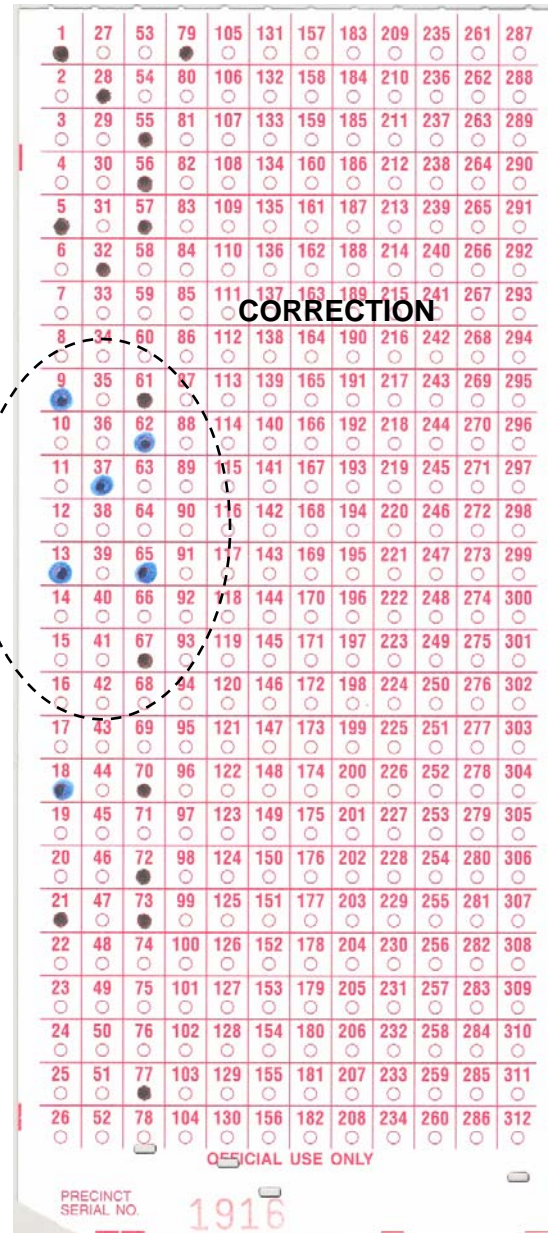 1 27 53 79 105 131 157 183 209 235 261 287
2 28 54 80 106 132 158 184 210 236 262 288
3 29 55 81 107 133 159 185 211 237 263 289
4 30 56 82 108 134 160 186 212 238 264 290
5 31 57 83 109 135 161 187 213 239 265 291
6 32 58 84 110 136 162 188 214 240 266 292
7 33 59 85 111 137 163 189 215 241 267 293
CORRECTION
8 34 60 86 112 138 164 190 216 242 268 294
9 35 61 87 113 139 165 191 217 243 269 295
10 36 62 88 114 140 166 192 218 244 270 296
11 37 63 89 115 141 167 193 219 245 271 297
12 38 64 90 116 142 168 194 220 246 272 298
13 39 65 91 117 143 169 195 221 247 273 299
14 40 66 92 118 144 170 196 222 248 274 300
15 41 67 93 119 145 171 197 223 249 275 301
16 42 68 94 120 146 172 198 224 250 276 302
17 43 69 95 121 147 173 199 225 251 277 303
18 44 70 96 122 148 174 200 226 252 278 304
19 45 71 97 123 149 175 201 227 253 279 305
20 46 72 98 124 150 176 202 228 254 280 306
21 47 73 99 125 151 177 203 229 255 281 307
22 48 74 100 126 152 178 204 230 256 282 308
23 49 75 101 127 153 179 205 231 257 283 309
24 50 76 102 128 154 180 206 232 258 284 310
25 51 77 103 129 155 181 207 233 259 285 311
26 52 78 104 130 156 182 208 234 260 286 312
OFFICIAL USE ONLY
PRECINCT
SERIAL NO. 1916